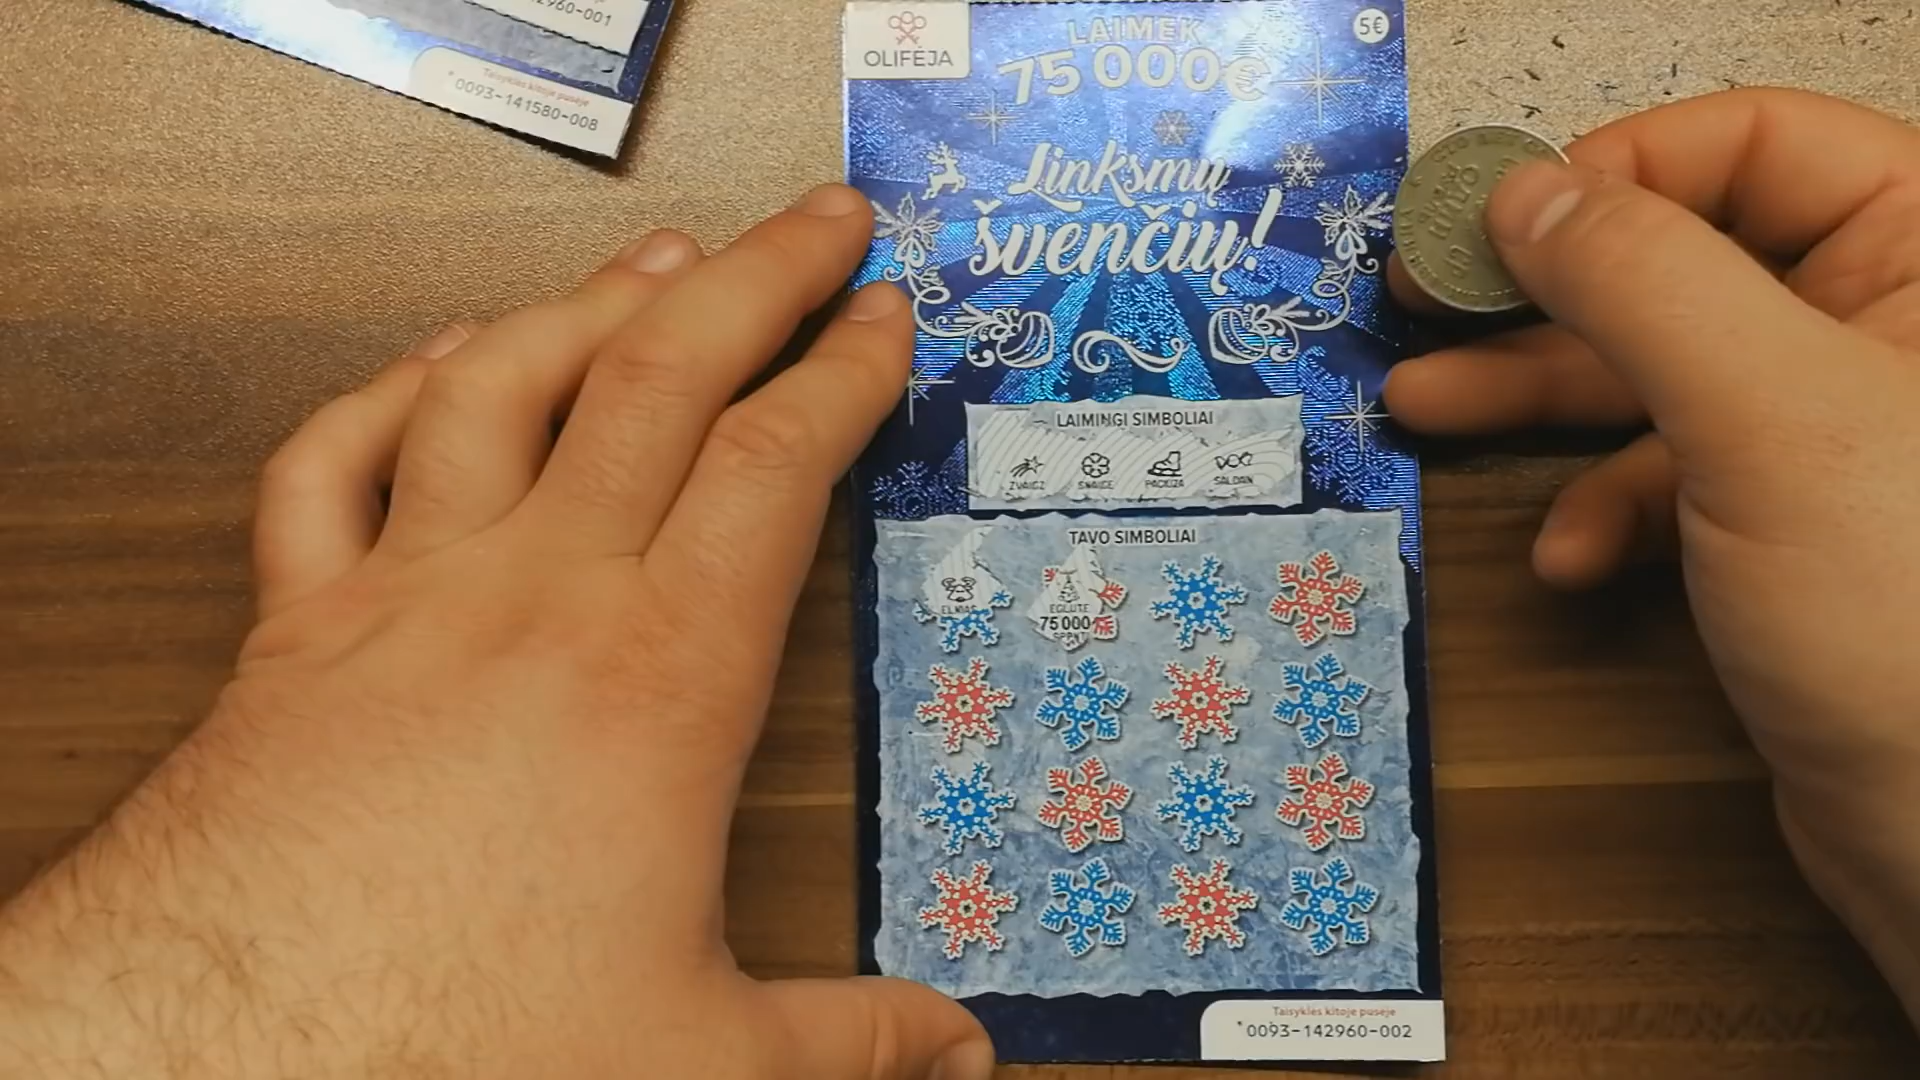 2960-001
Taisyklės kitoje pusėje
*0093-141580-008
OLIFĖJA
LAIMĖK
75 000€
5€
Linksmų
švenčių!
LAIMINGI SIMBOLIAI
ŽVAIGŽ SNAIGĖ PAČIŪŽA SALDAN
TAVO SIMBOLIAI
ELNIAS EGLUTĖ
75 000
Taisyklės kitoje pusėje
*0093-142960-002